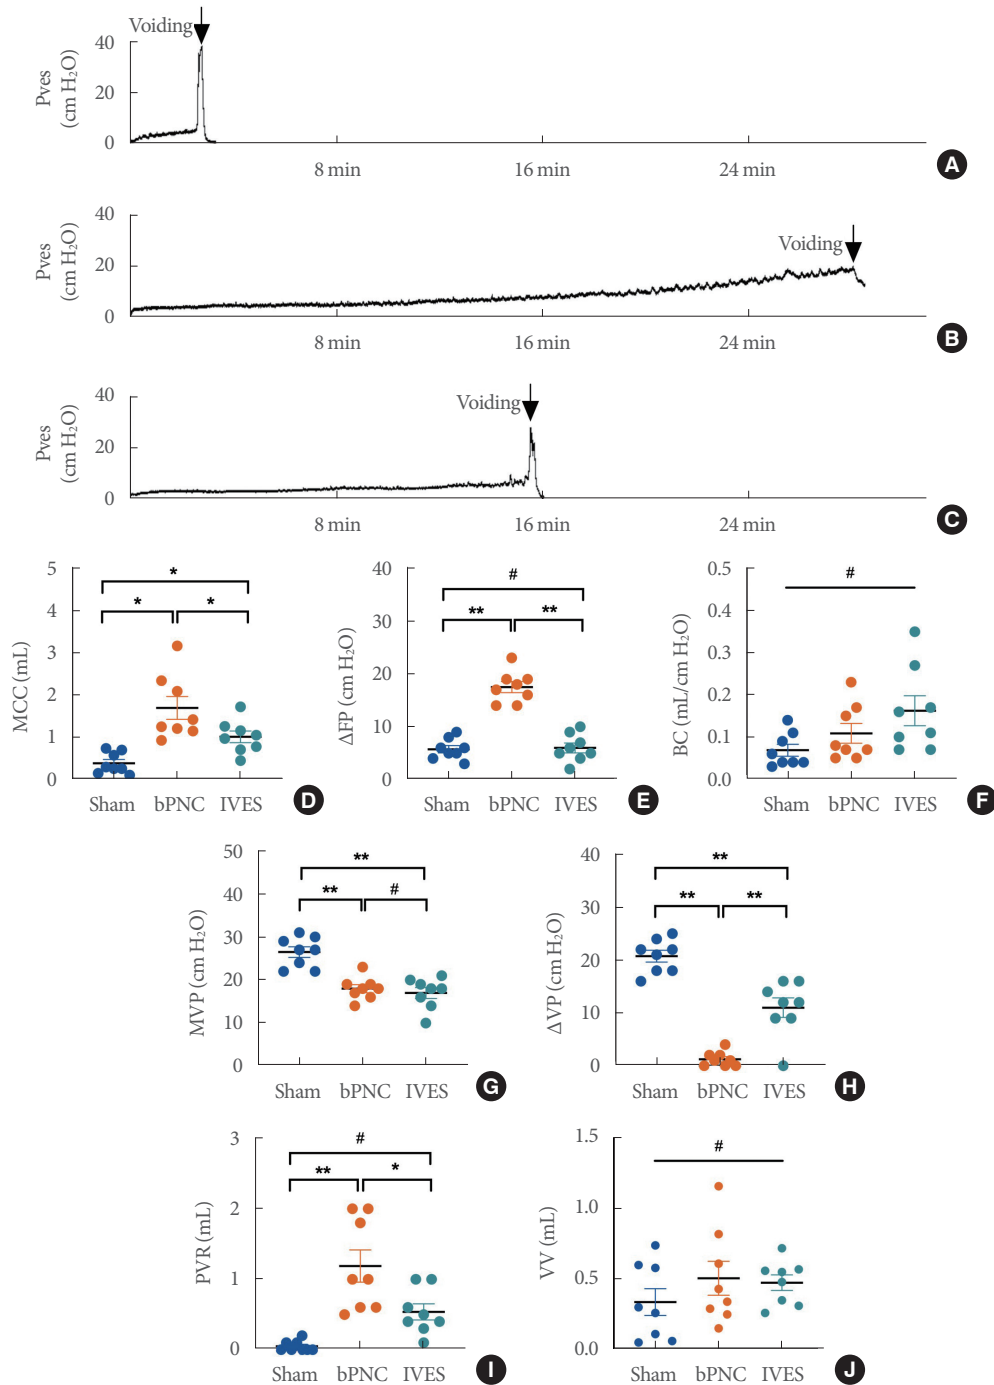 Voiding
40
20
0
Pves
(cm H₂O)
8 min
16 min
24 min
A
Voiding
40
20
0
Pves
(cm H₂O)
8 min
16 min
24 min
B
Voiding
40
20
0
Pves
(cm H₂O)
8 min
16 min
24 min
C
5
4
3
2
1
0
MCC (mL)
*
*
*
Sham
bPNC
IVES
D
40
30
20
10
0
ΔFP (cm H₂O)
#
**
**
Sham
bPNC
IVES
E
0.5
0.4
0.3
0.2
0.1
0.0
BC (mL/cm H₂O)
#
Sham
bPNC
IVES
F
50
40
30
20
10
0
MVP (cm H₂O)
**
**
#
Sham
bPNC
IVES
G
40
30
20
10
0
ΔVP (cm H₂O)
**
**
**
Sham
bPNC
IVES
H
3
2
1
0
PVR (mL)
#
**
*
Sham
bPNC
IVES
I
1.5
1.0
0.5
0
VV (mL)
#
Sham
bPNC
IVES
J